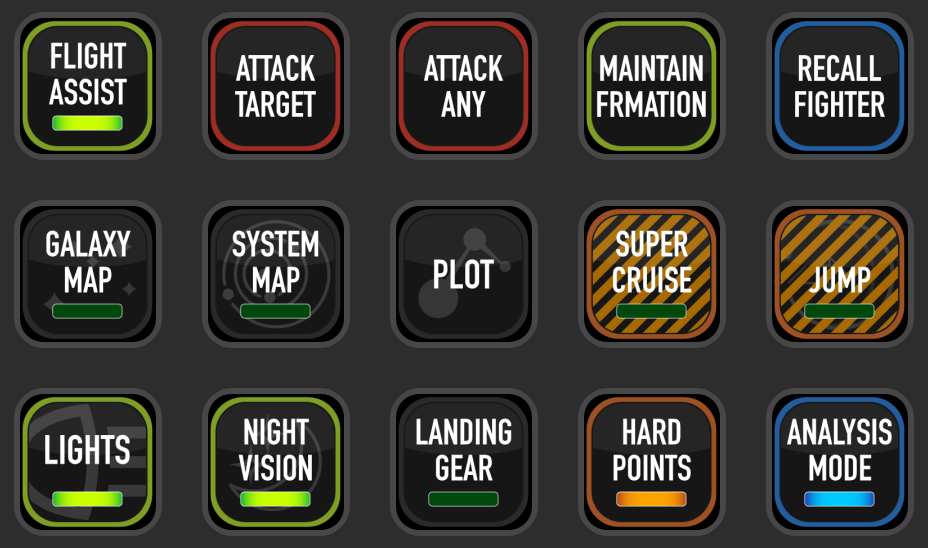 FLIGHT
ASSIST
ATTACK
TARGET
ATTACK
ANY
MAINTAIN
FRMATION
RECALL
FIGHTER
GALAXY
MAP
SYSTEM
MAP
PLOT
SUPER
CRUISE
JUMP
LIGHTS
NIGHT
VISION
LANDING
GEAR
HARD
POINTS
ANALYSIS
MODE